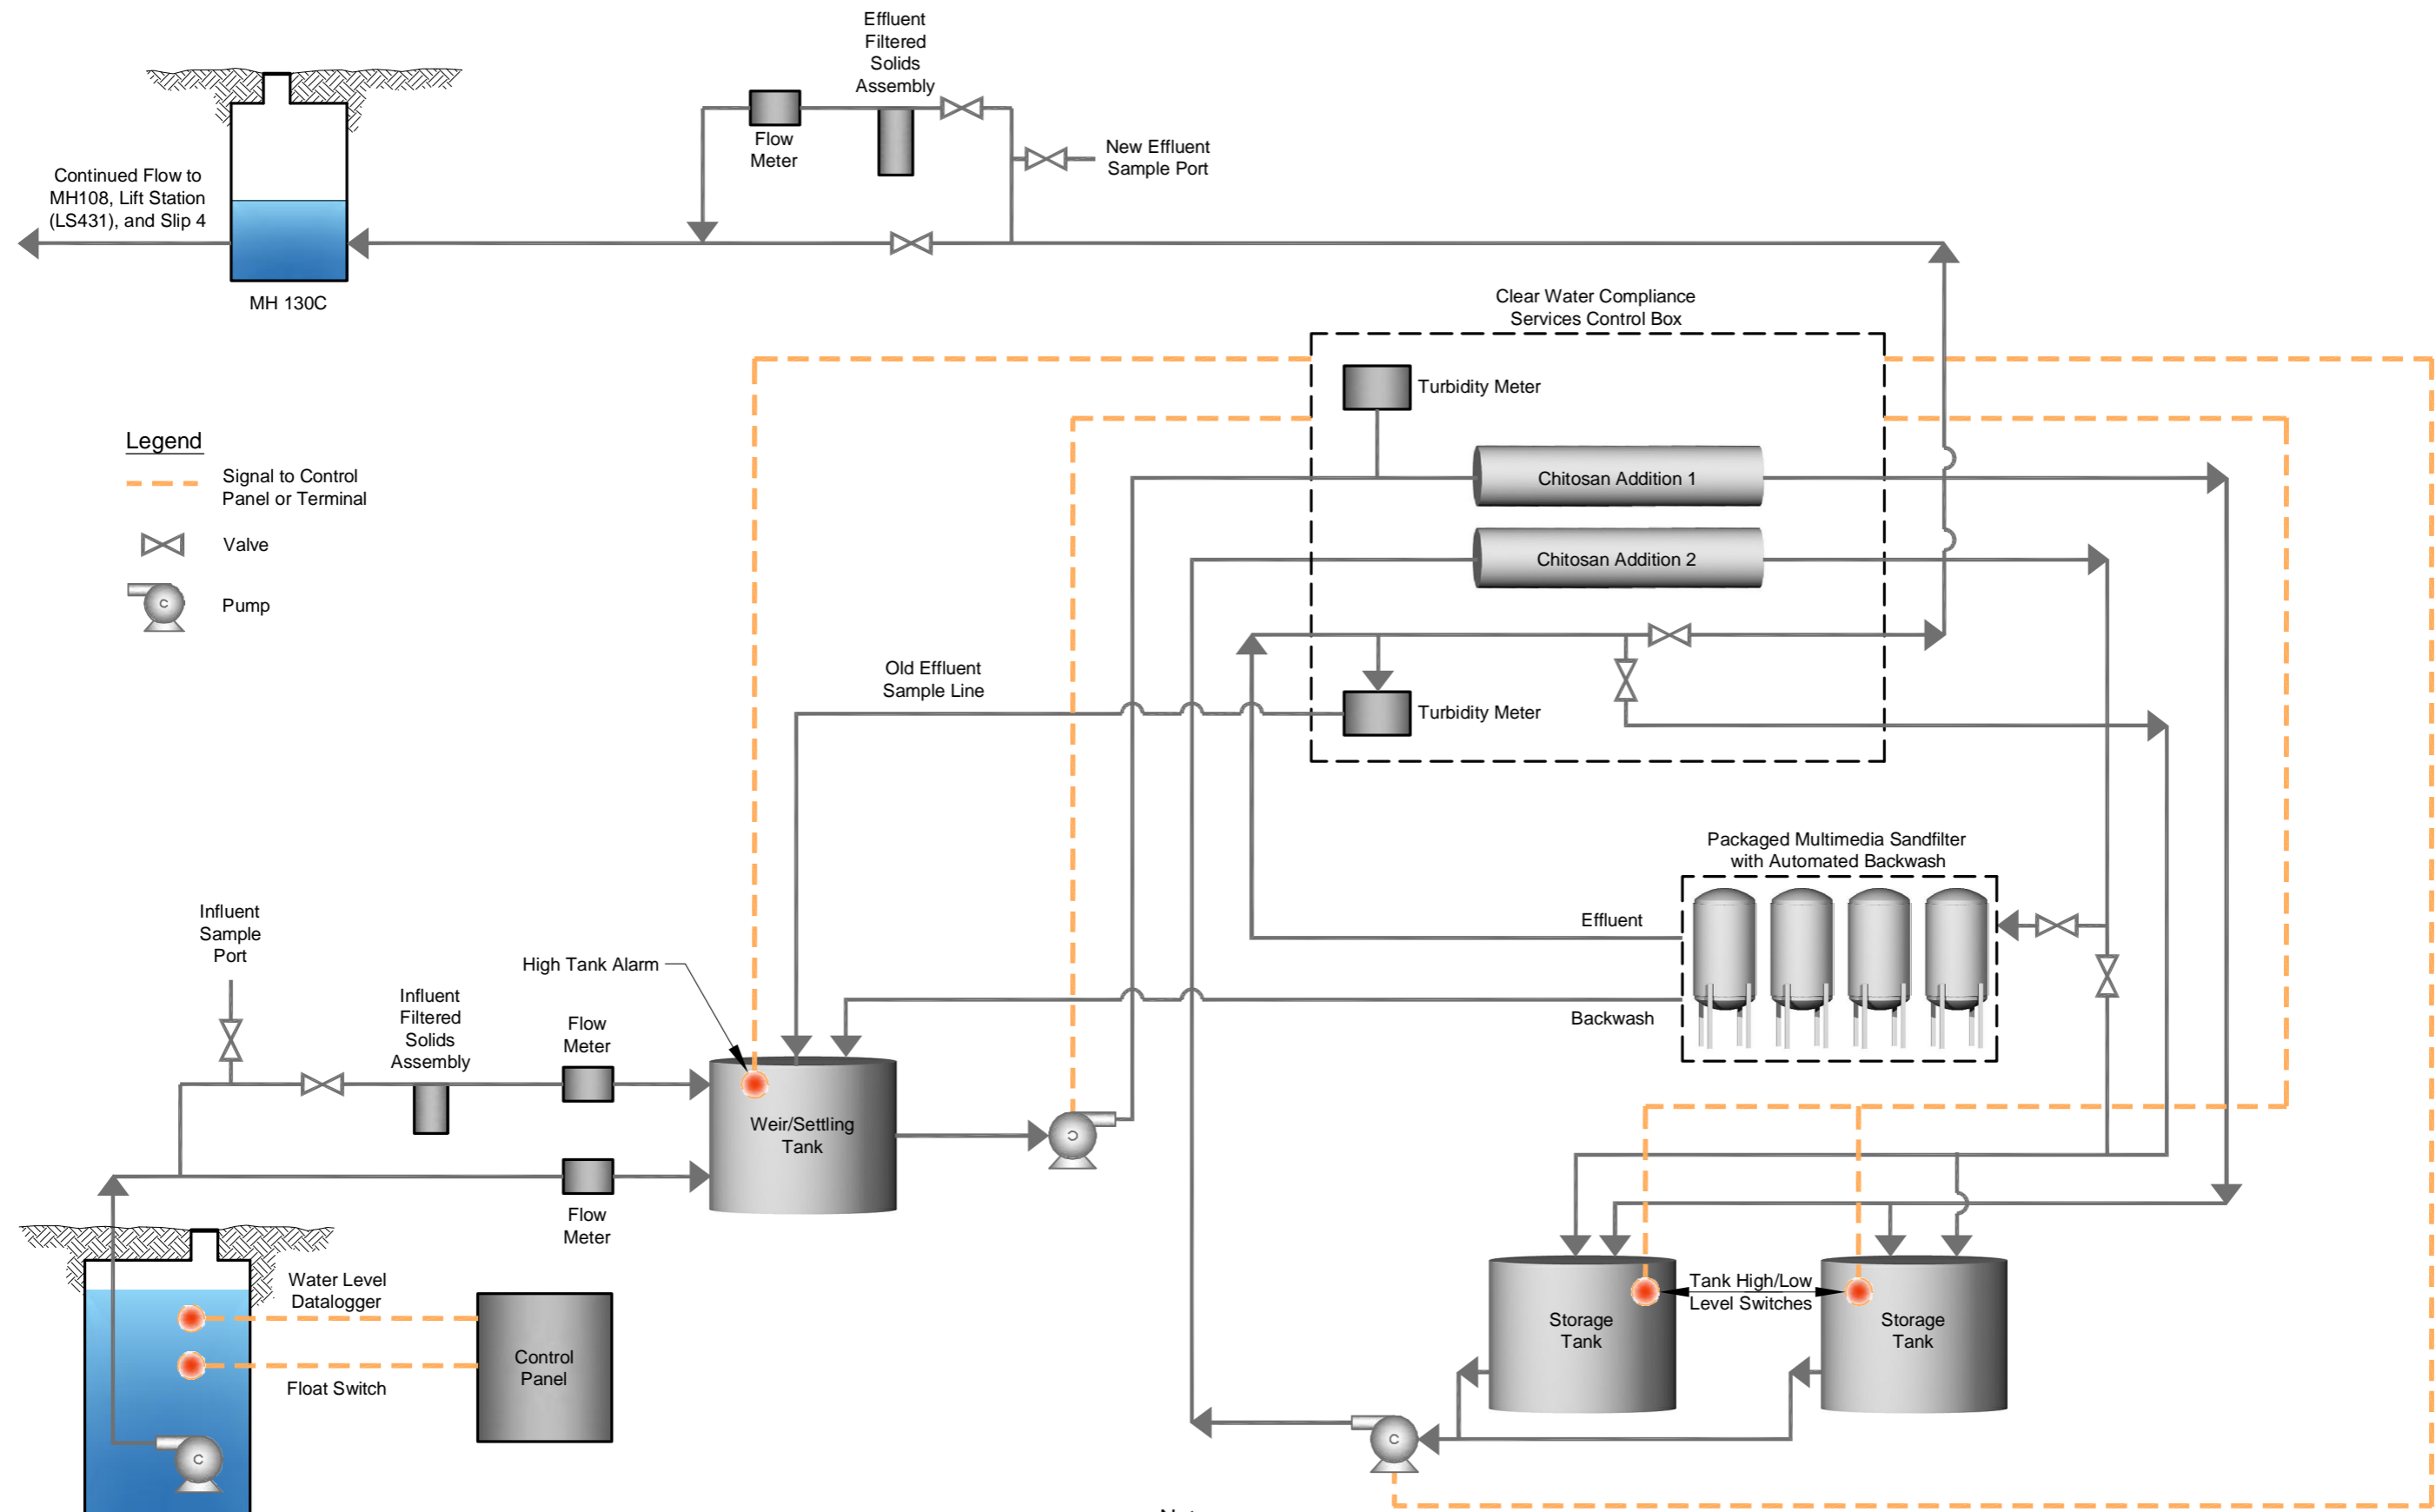 Effluent
Filtered
Solids
Assembly
Flow
Meter
New Effluent
Sample Port
Continued Flow to
MH108, Lift Station
(LS431), and Slip 4
MH 130C
Clear Water Compliance
Services Control Box
Turbidity Meter
Legend
Signal to Control
Panel or Terminal
Valve
C
Pump
Chitosan Addition 1
Chitosan Addition 2
Old Effluent
Sample Line
Turbidity Meter
Packaged Multimedia Sandfilter
with Automated Backwash
Effluent
Backwash
Influent
Sample
Port
High Tank Alarm
Influent
Filtered
Solids
Assembly
Flow
Meter
Weir/Settling
Tank
C
Flow
Meter
Water Level
Datalogger
Float Switch
Control
Panel
C
Tank High/Low
Level Switches
Storage
Tank
Storage
Tank
C